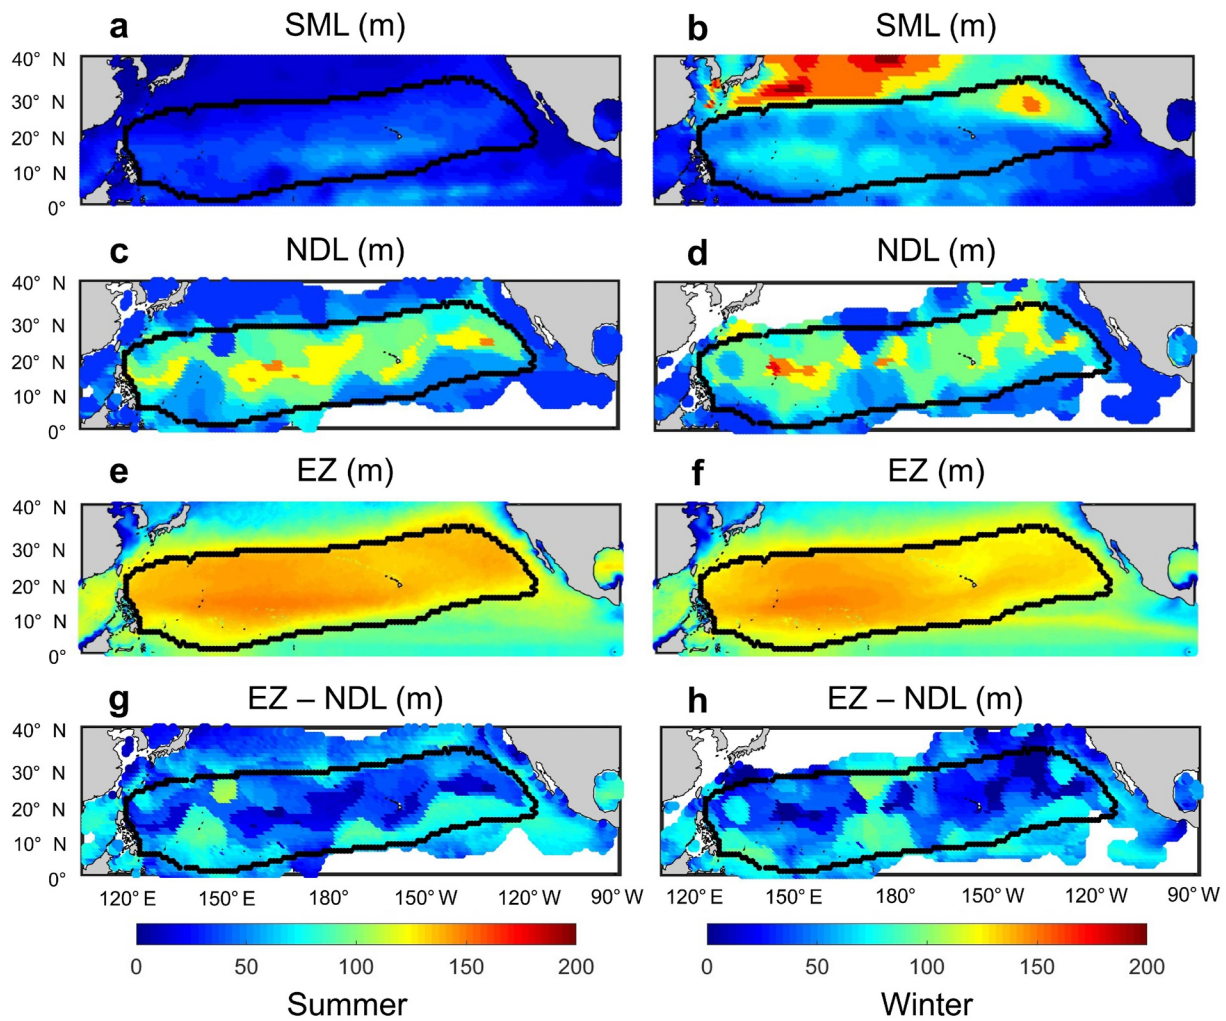 a SML (m) b SML (m)
40° N
30° N
20° N
10° N
0°
c NDL (m) d NDL (m)
40° N
30° N
20° N
10° N
0°
e EZ (m) f EZ (m)
40° N
30° N
20° N
10° N
0°
g EZ – NDL (m) h EZ – NDL (m)
40° N
30° N
20° N
10° N
0°
120° E 150° E 180° 150° W 120° W 90° W 120° E 150° E 180° 150° W 120° W 90° W
0 50 100 150 200 0 50 100 150 200
Summer Winter